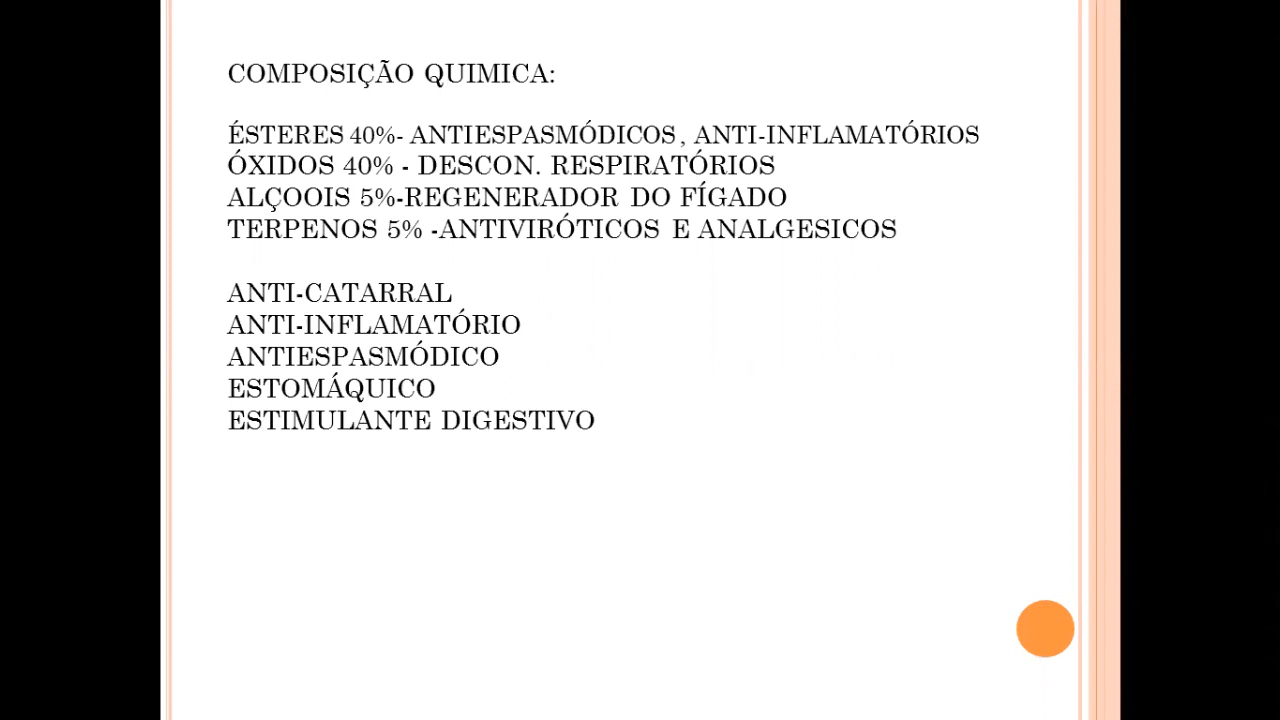 COMPOSIÇÃO QUIMICA:
ÉSTERES 40%- ANTIESPASMÓDICOS, ANTI-INFLAMATÓRIOS
ÓXIDOS 40% - DESCON. RESPIRATÓRIOS
ALÇOOIS 5%-REGENERADOR DO FÍGADO
TERPENOS 5% -ANTIVIRÓTICOS E ANALGESICOS
ANTI-CATARRAL
ANTI-INFLAMATÓRIO
ANTIESPASMÓDICO
ESTOMÁQUICO
ESTIMULANTE DIGESTIVO